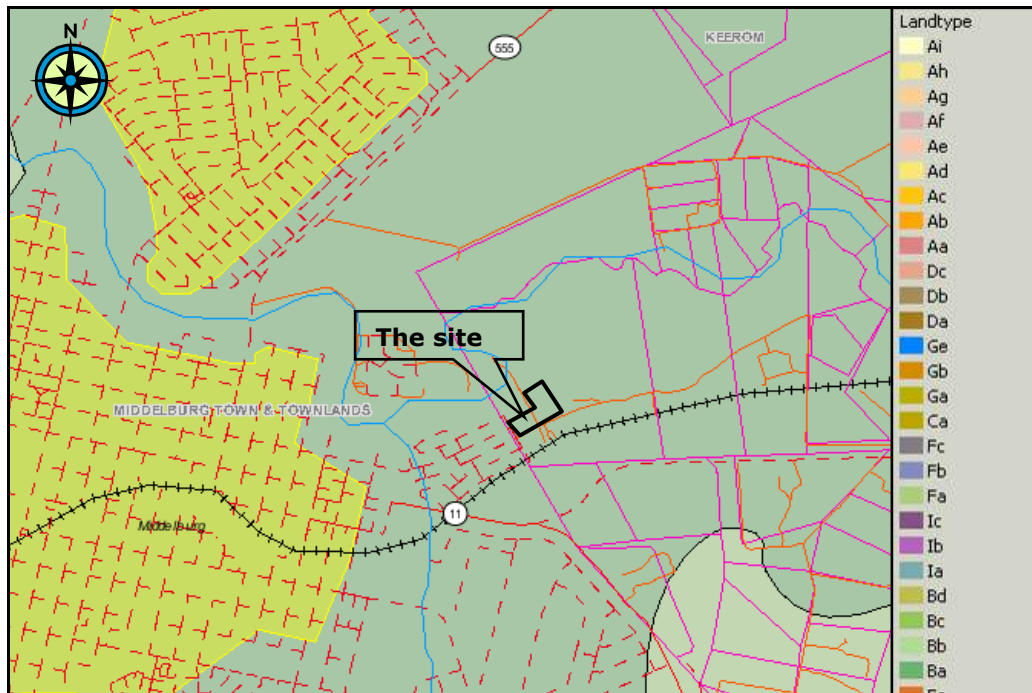 N
555
KEEROM
The site
MIDDELBURG TOWN & TOWNLANDS
11
Middelburg
Landtype
Ai
Ah
Ag
Af
Ae
Ad
Ac
Ab
Aa
Dc
Db
Da
Ge
Gb
Ga
Ca
Fc
Fb
Fa
Ic
Ib
Ia
Bd
Bc
Bb
Ba